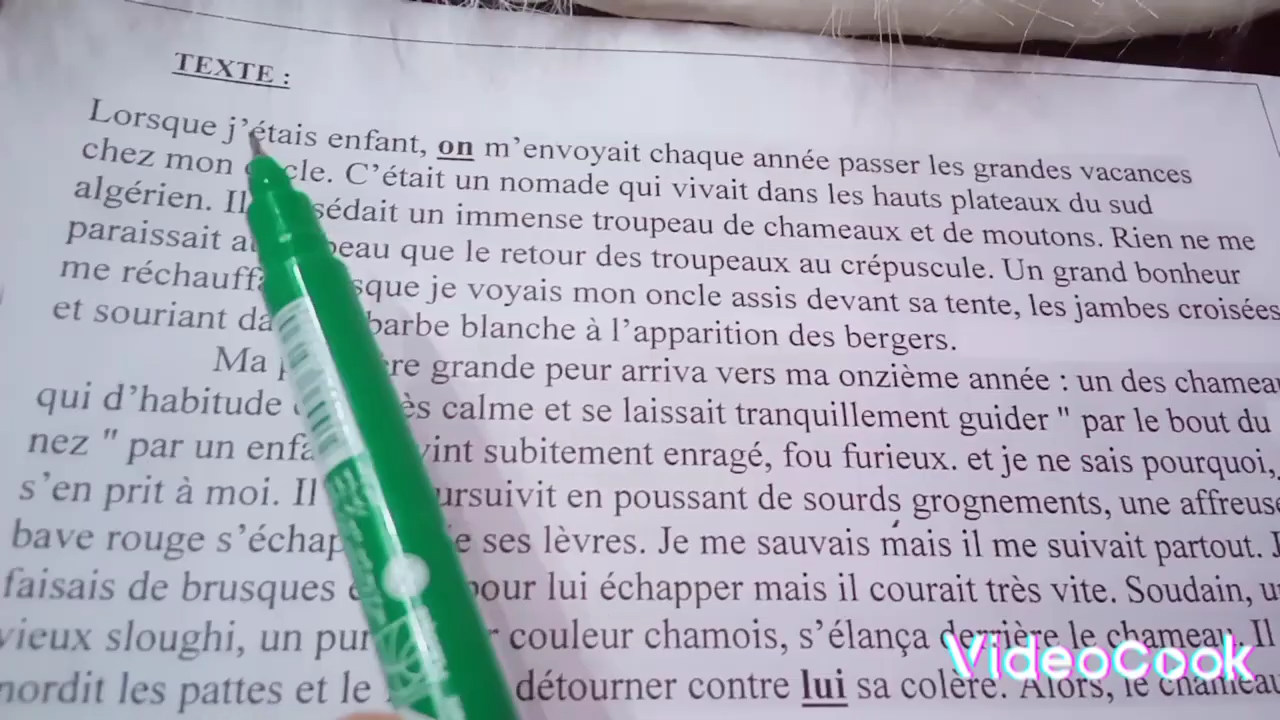 TEXTE :
Lorsque j'étais enfant, on m'envoyait chaque année passer les grandes vacances
chez mon cle. C'était un nomade qui vivait dans les hauts plateaux du sud
algérien. Il sédait un immense troupeau de chameaux et de moutons. Rien ne me
paraissait eau que le retour des troupeaux au crépuscule. Un grand bonheur
me réchauff sque je voyais mon oncle assis devant sa tente, les jambes croisées
et souriant da barbe blanche à l'apparition des bergers.
Ma re grande peur arriva vers ma onzième année : un des chameau
qui d'habitude ès calme et se laissait tranquillement guider " par le bout du
nez " par un enfa vint subitement enragé, fou furieux. et je ne sais pourquoi,
s'en prit à moi. Il ursuivit en poussant de sourds grognements, une affreuse
bave rouge s'échap e ses lèvres. Je me sauvais mais il me suivait partout. J
faisais de brusques pour lui échapper mais il courait très vite. Soudain, un
vieux sloughi, un pur couleur chamois, s'élança derrière le chameau. Il
mordit les pattes et le détourner contre lui sa colère. Alors, le chameau
VideoCook